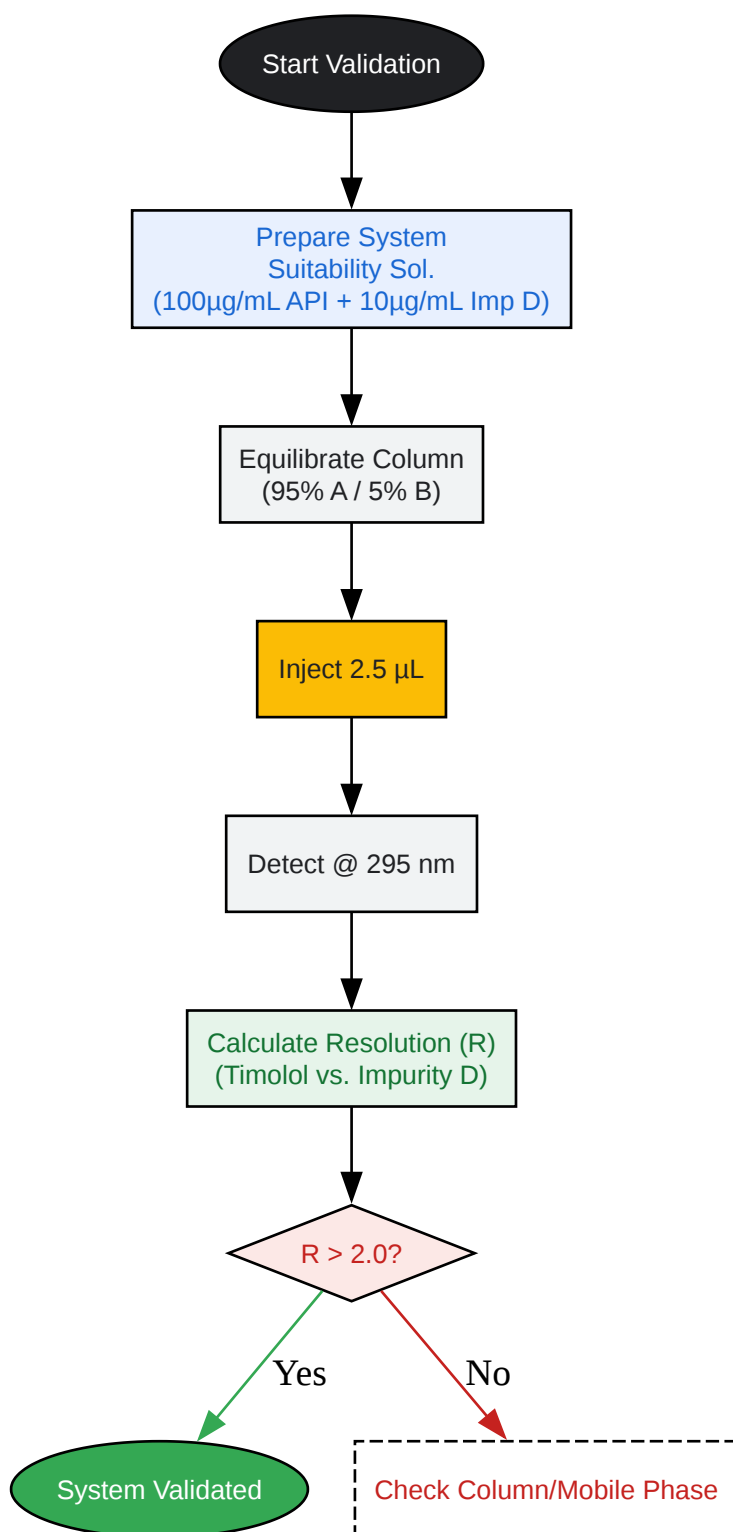 Start Validation
Prepare System
Suitability Sol.
(100µg/mL API + 10µg/mL Imp D)
Equilibrate Column
(95% A / 5% B)
Inject 2.5 µL
Detect @ 295 nm
Calculate Resolution (R)
(Timolol vs. Impurity D)
R > 2.0?
Yes
No
System Validated
Check Column/Mobile Phase